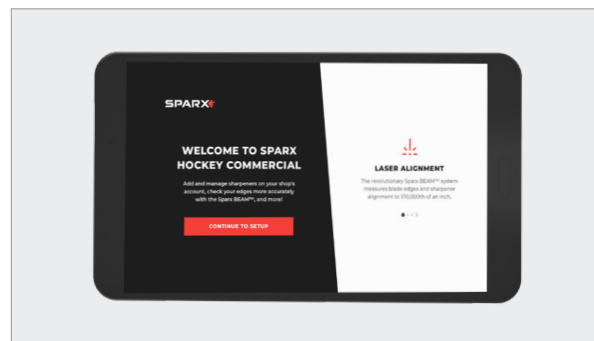 SPARX
WELCOME TO SPARX
HOCKEY COMMERCIAL
Add and manage sharpeners on your shop's
account, check your edges more accurately
with the Sparx BEAM™, and more!
CONTINUE TO SETUP
LASER ALIGNMENT
The revolutionary Sparx BEAM™ system
measures blade edges and sharpener
alignment to 1/10,000th of an inch.